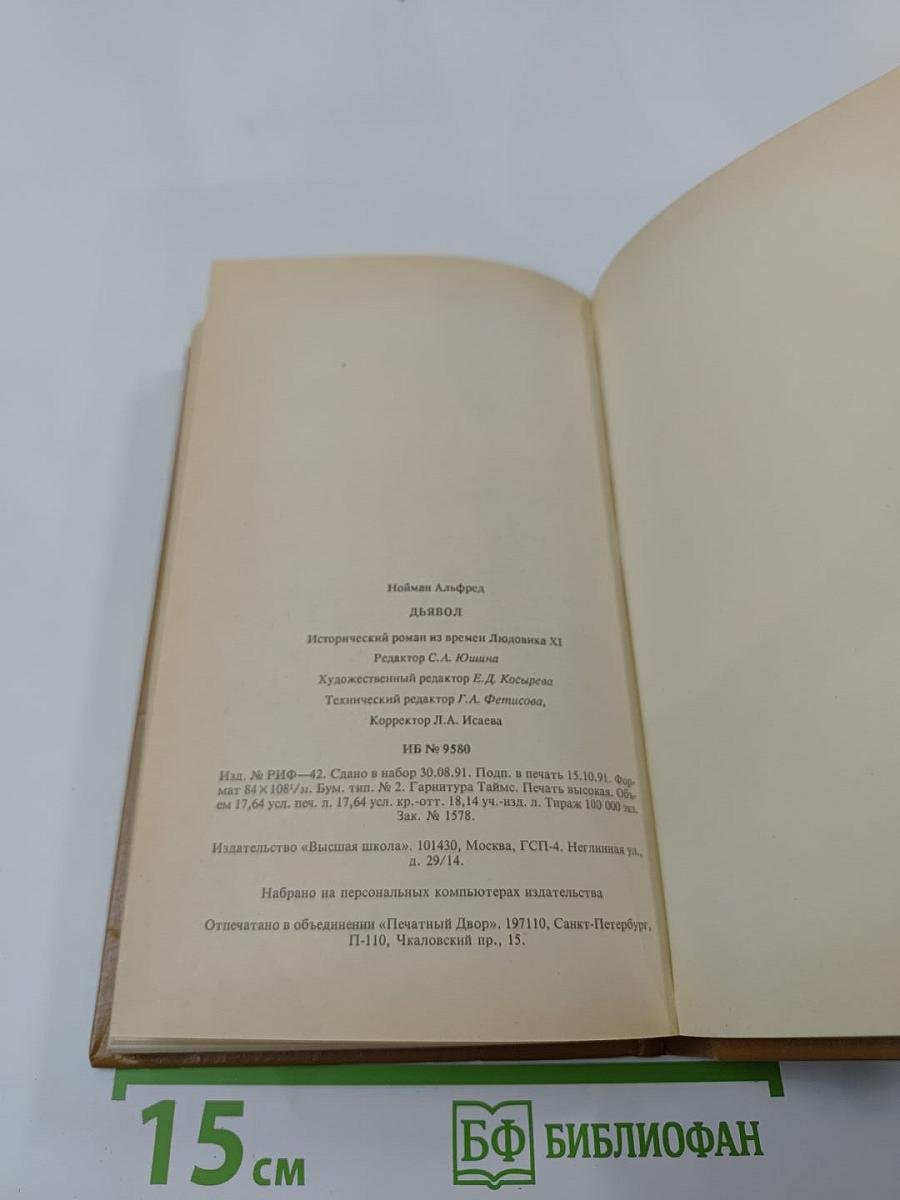 Нойман Альфред
ДЬЯВОЛ
Исторический роман из времен Людовика XI
Редактор С.А. Юшина
Художественный редактор Е.Д. Косырева
Технический редактор Г.А. Фетисова,
Корректор Л.А. Исаева
ИБ № 9580
Изд. № РИФ—42. Сдано в набор 30.08.91. Подп. в печать 15.10.91. Фор-
мат 84×108¹/₃₂. Бум. тип. № 2. Гарнитура Таймс. Печать высокая. Объ-
ем 17,64 усл. печ. л. 17,64 усл. кр.-отт. 18,14 уч.-изд. л. Тираж 100 000 экз.
Зак. № 1578.
Издательство «Высшая школа». 101430, Москва, ГСП-4. Неглинная ул.,
д. 29/14.
Набрано на персональных компьютерах издательства
Отпечатано в объединении «Печатный Двор». 197110, Санкт-Петербург,
П-110, Чкаловский пр., 15.
15 см
БФ БИБЛИОФАН